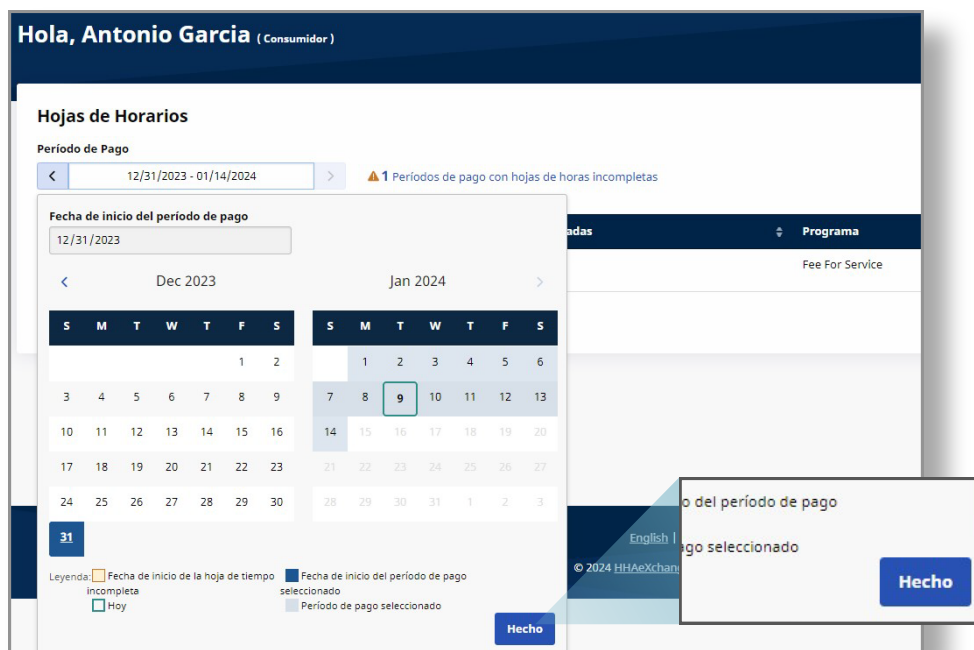 Hola, Antonio Garcia ( Consumidor )
Hojas de Horarios
Período de Pago
< 12/31/2023 - 01/14/2024 >
1 Períodos de pago con hojas de horas incompletas
Fecha de inicio del período de pago
12/31/2023
adas Programa
Fee For Service
< Dec 2023 Jan 2024 >
S M T W T F S S M T W T F S
1 2 1 2 3 4 5 6
3 4 5 6 7 8 9 7 8 9 10 11 12 13
10 11 12 13 14 15 16 14 15 16 17 18 19 20
17 18 19 20 21 22 23 21 22 23 24 25 26 27
24 25 26 27 28 29 30 28 29 30 31 1 2 3
31
Leyenda: Fecha de inicio de la hoja de tiempo incompleta
Fecha de inicio del período de pago seleccionado
Hoy
Período de pago seleccionado
Hecho
English |
© 2024 HHAeXchan
o del período de pago
ago seleccionado
Hecho